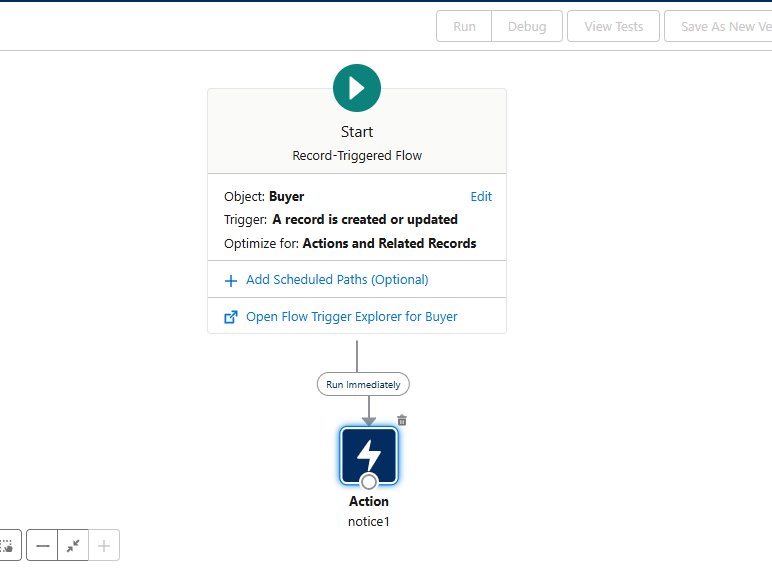 Run
Debug
View Tests
Save As New Ve
Start
Record-Triggered Flow
Object: Buyer
Edit
Trigger: A record is created or updated
Optimize for: Actions and Related Records
Add Scheduled Paths (Optional)
Open Flow Trigger Explorer for Buyer
Run Immediately
Action
notice1